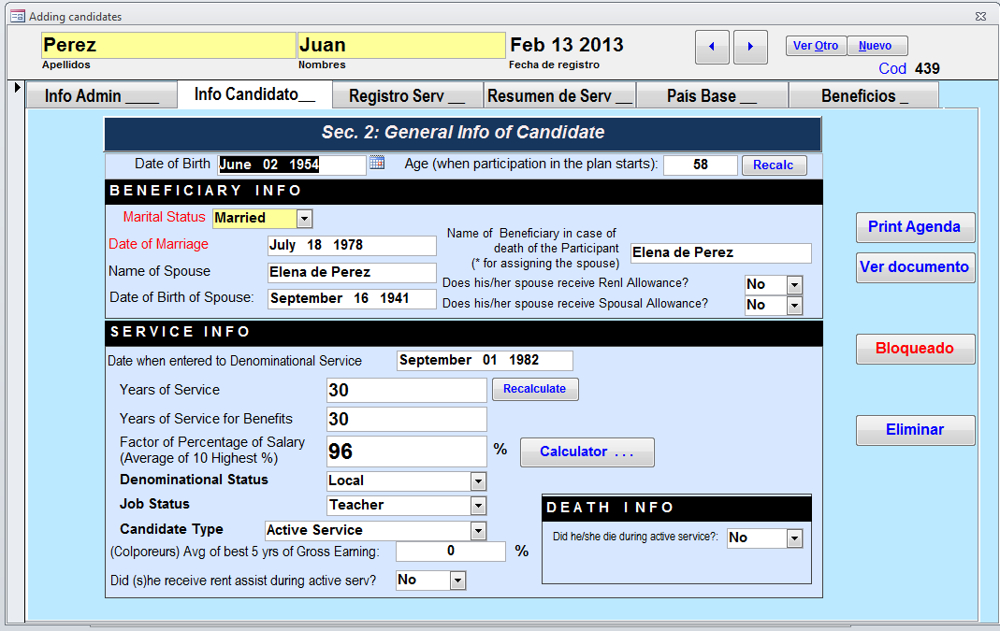 Adding candidates
Perez Juan Feb 13 2013
Apellidos Nombres Fecha de registro
Ver Otro Nuevo
Cod 439
Info Admin ____ Info Candidato__ Registro Serv __ Resumen de Serv __ País Base __ Beneficios _
Sec. 2: General Info of Candidate
Date of Birth June 02 1954 Age (when participation in the plan starts): 58 Recalc
BENEFICIARY INFO
Marital Status Married
Date of Marriage July 18 1978
Name of Spouse Elena de Perez
Date of Birth of Spouse: September 16 1941
Name of Beneficiary in case of
death of the Participant
(* for assigning the spouse)
Elena de Perez
Does his/her spouse receive Renl Allowance? No
Does his/her spouse receive Spousal Allowance? No
SERVICE INFO
Date when entered to Denominational Service September 01 1982
Years of Service 30 Recalculate
Years of Service for Benefits 30
Factor of Percentage of Salary
(Average of 10 Highest %)
96 % Calculator . . .
Denominational Status Local
Job Status Teacher
Candidate Type Active Service
(Colporeurs) Avg of best 5 yrs of Gross Earning: 0 %
Did (s)he receive rent assist during active serv? No
DEATH INFO
Did he/she die during active service?: No
Print Agenda
Ver documento
Bloqueado
Eliminar